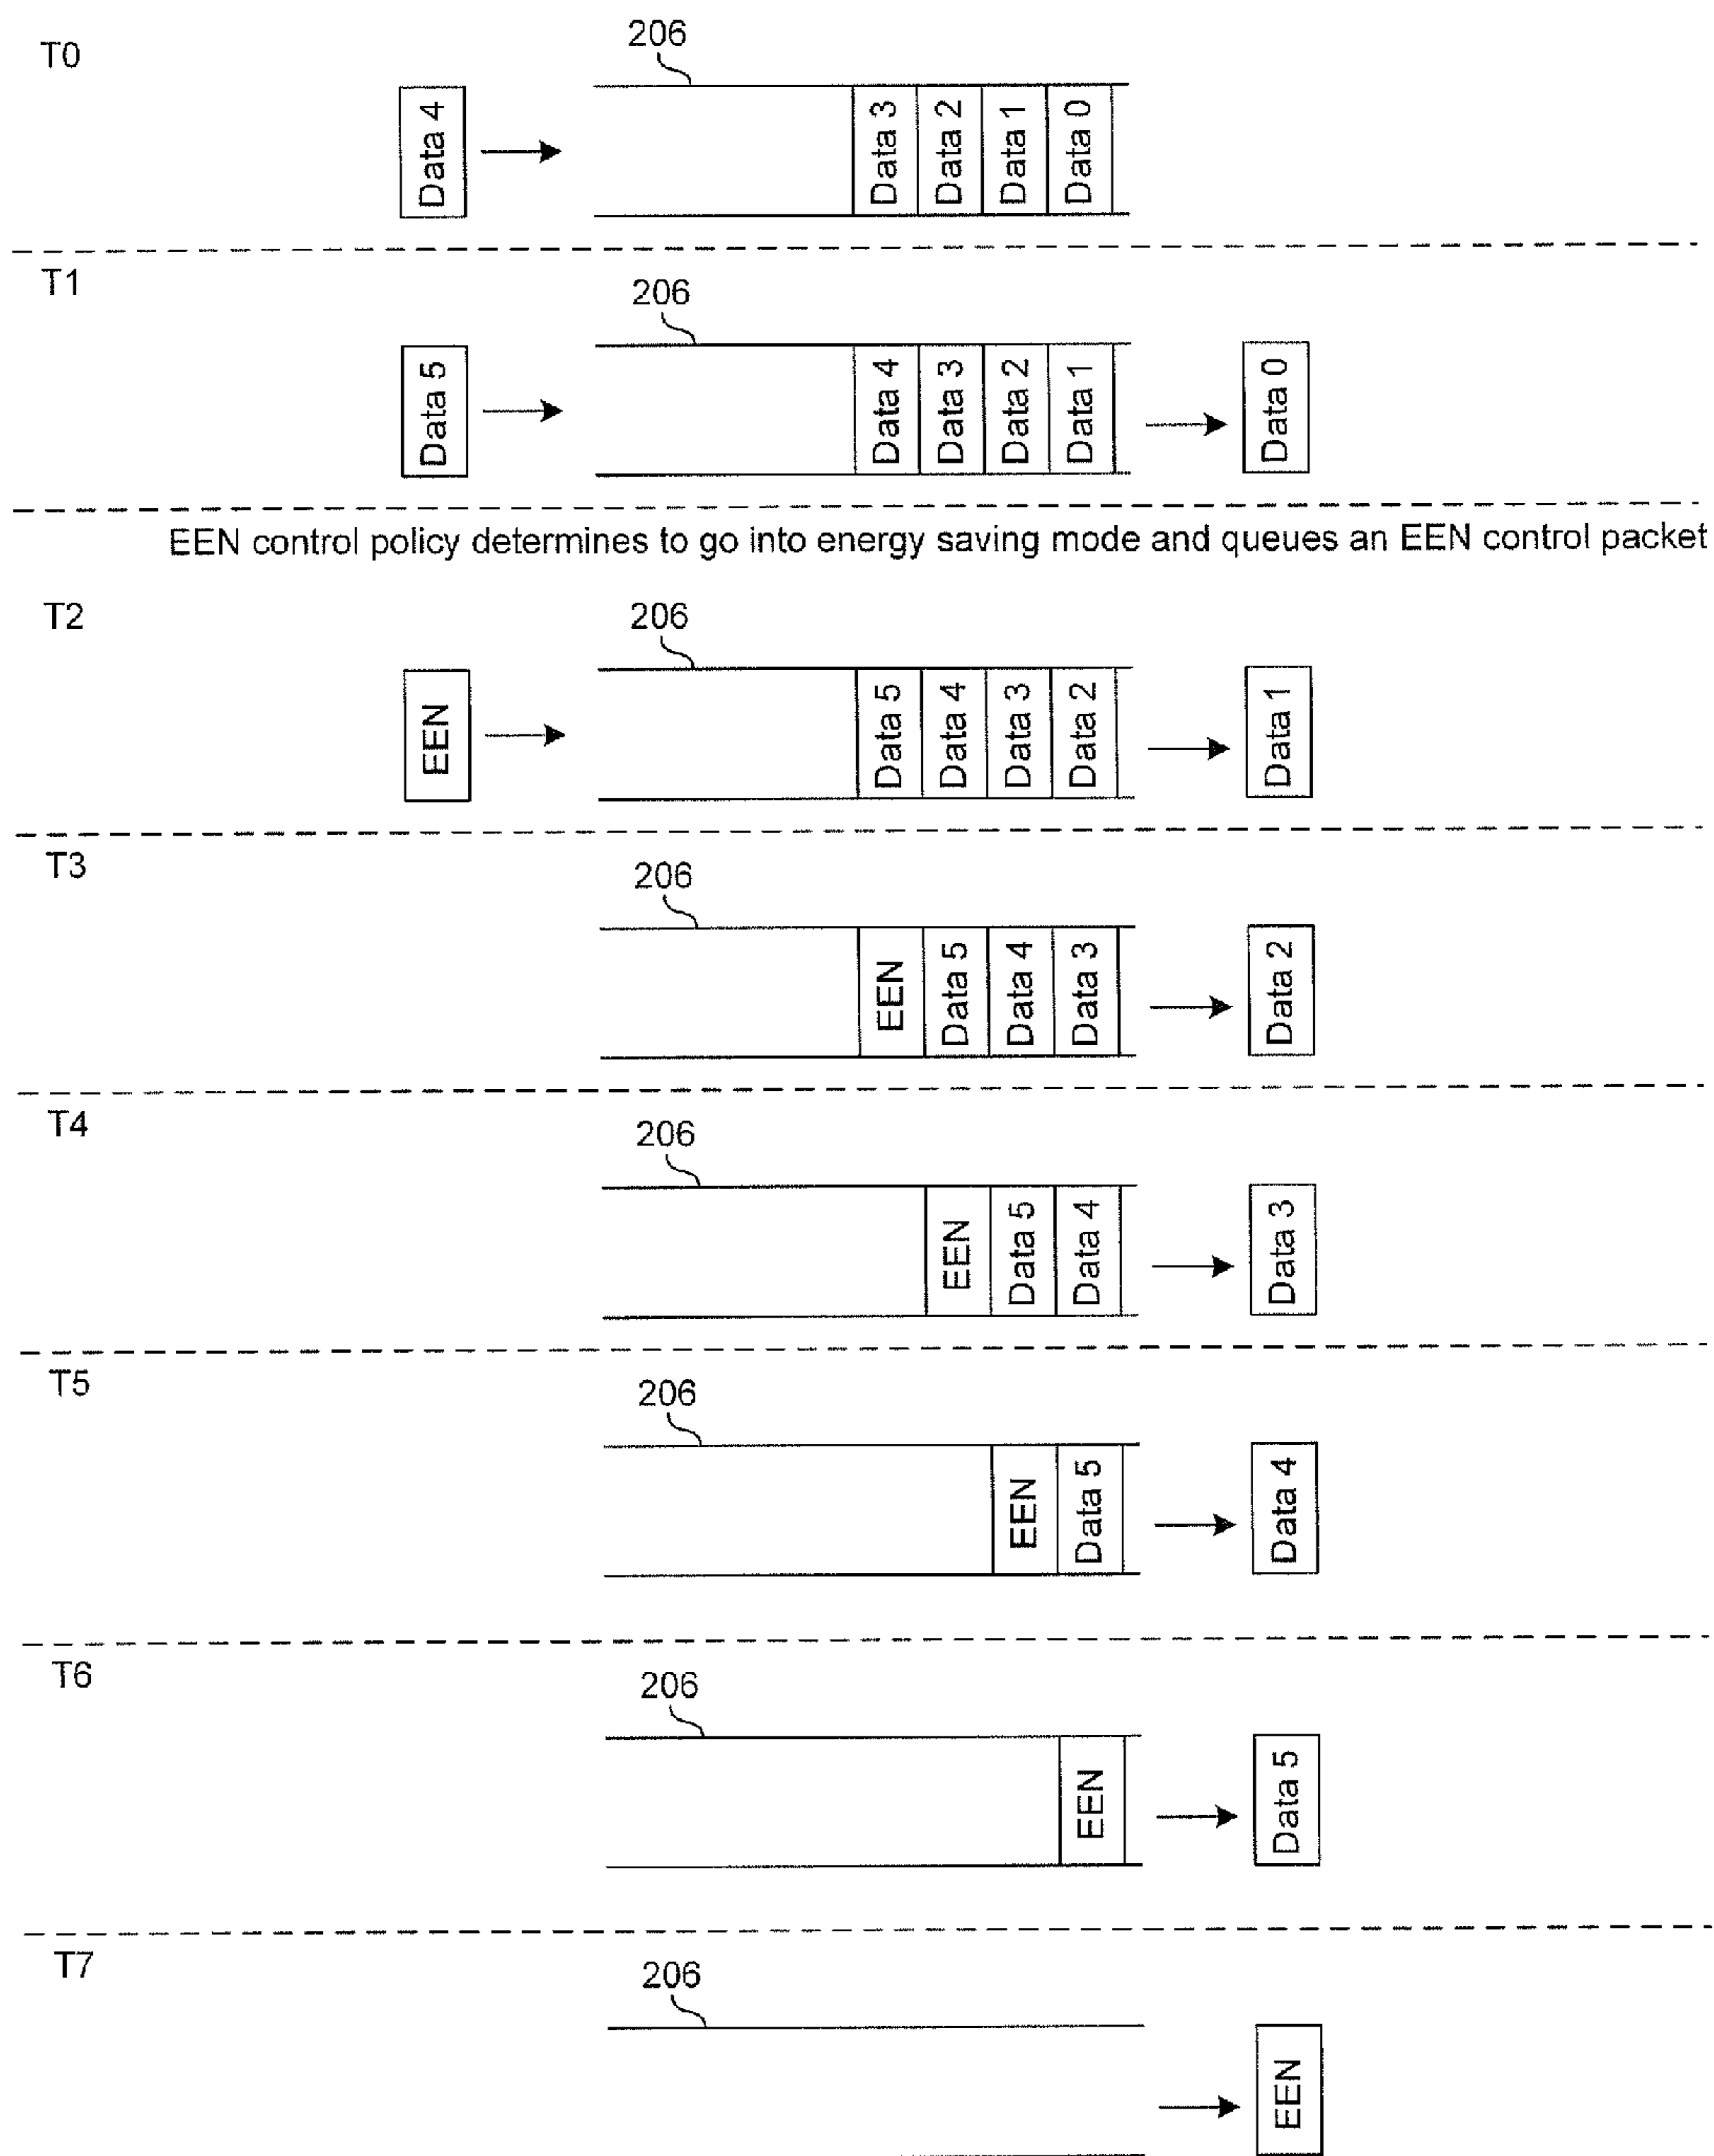 T0
206
Data 4
Data 3
Data 2
Data 1
Data 0
T1
206
Data 5
Data 4
Data 3
Data 2
Data 1
Data 0
EEN control policy determines to go into energy saving mode and queues an EEN control packet
T2
206
EEN
Data 5
Data 4
Data 3
Data 2
Data 1
T3
206
EEN
Data 5
Data 4
Data 3
Data 2
T4
206
EEN
Data 5
Data 4
Data 3
T5
206
EEN
Data 5
Data 4
T6
206
EEN
Data 5
T7
206
EEN